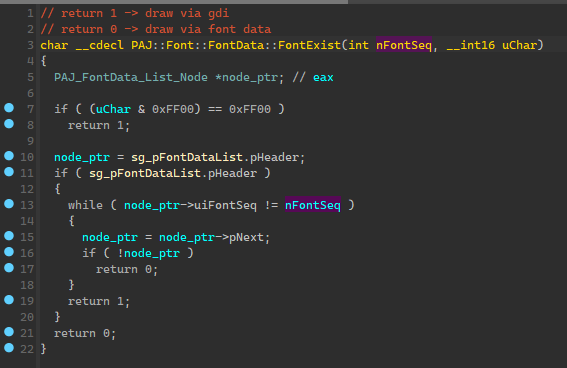 1 // return 1 -> draw via gdi
2 // return 0 -> draw via font data
3 char __cdecl PAJ::Font::FontData::FontExist(int nFontSeq, __int16 uChar)
4 {
5   PAJ_FontData_List_Node *node_ptr; // eax
6
7   if ( (uChar & 0xFF00) == 0xFF00 )
8     return 1;
9
10   node_ptr = sg_pFontDataList.pHeader;
11   if ( sg_pFontDataList.pHeader )
12   {
13     while ( node_ptr->uiFontSeq != nFontSeq )
14     {
15       node_ptr = node_ptr->pNext;
16       if ( !node_ptr )
17         return 0;
18     }
19     return 1;
20   }
21   return 0;
22 }